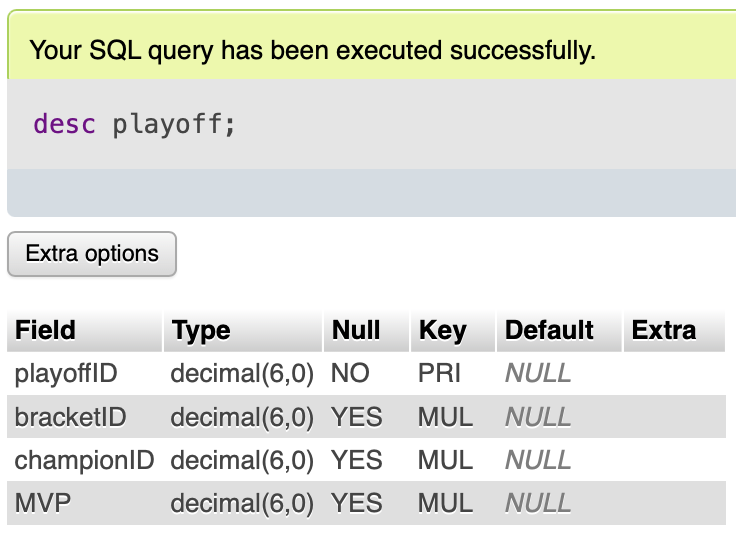 Your SQL query has been executed successfully.
desc playoff;
Extra options
Field Type Null Key Default Extra
playoffID decimal(6,0) NO PRI NULL
bracketID decimal(6,0) YES MUL NULL
championID decimal(6,0) YES MUL NULL
MVP decimal(6,0) YES MUL NULL